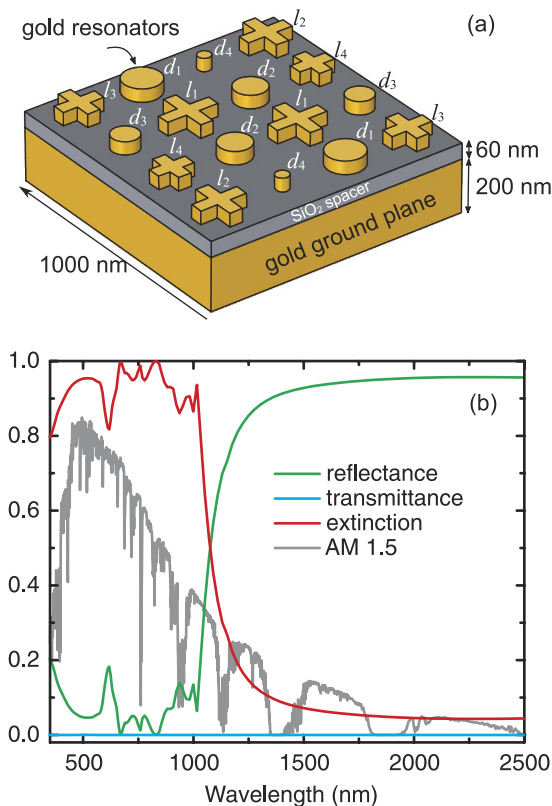 (a)
gold resonators
l₂
d₄
l₄
d₁
d₂
l₃
l₁
d₃
d₃
l₁
l₃
d₂
d₁
l₄
d₄
l₂
60 nm
200 nm
SiO₂ spacer
gold ground plane
1000 nm
(b)
1.0
0.8
0.6
0.4
0.2
0.0
reflectance
transmittance
extinction
AM 1.5
500 1000 1500 2000 2500
Wavelength (nm)